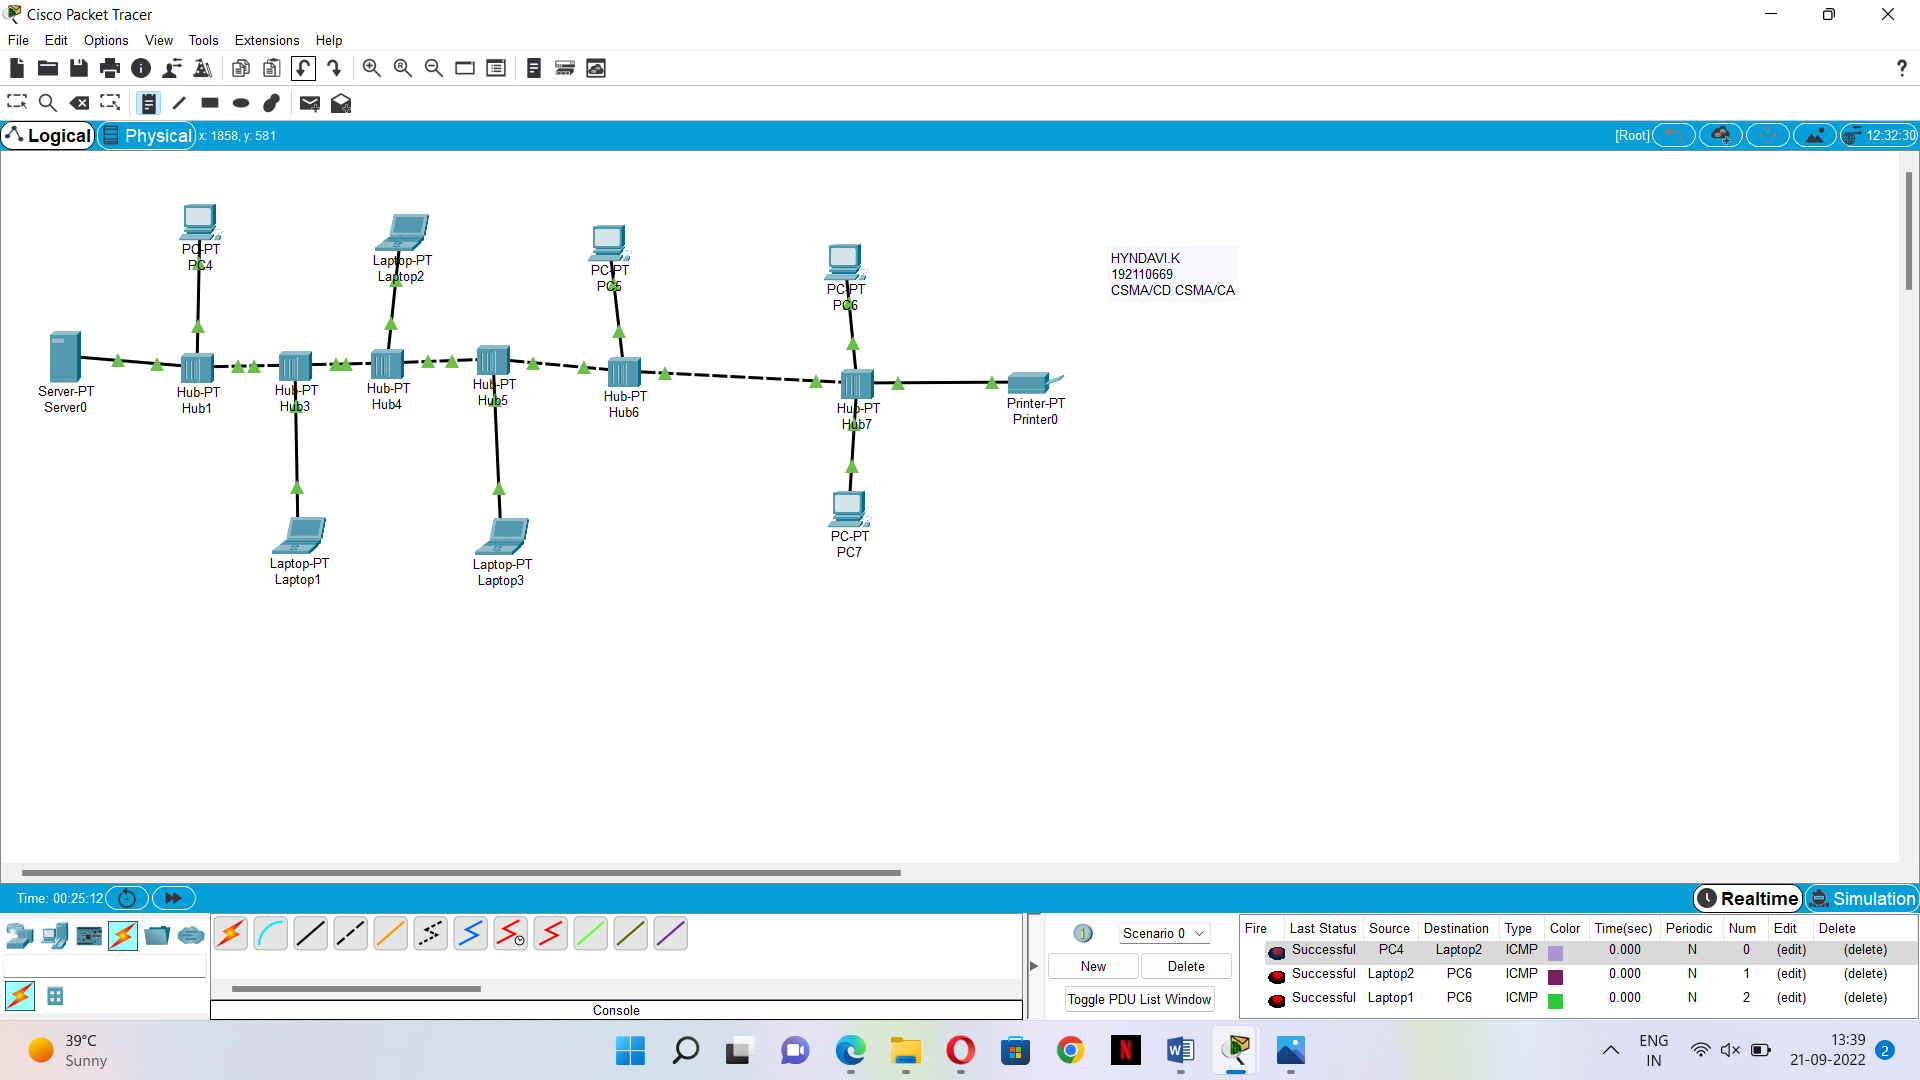 Cisco Packet Tracer
File Edit Options View Tools Extensions Help
Logical Physical x: 1858, y: 581 [Root] 12:32:30
PC-PT
PC4
Laptop-PT
Laptop2
PC-PT
PC5
PC-PT
PC6
HYNDAVI.K
192110669
CSMA/CD CSMA/CA
Server-PT
Server0
Hub-PT
Hub1
Hub-PT
Hub3
Hub-PT
Hub4
Hub-PT
Hub5
Hub-PT
Hub6
Hub-PT
Hub7
Printer-PT
Printer0
Laptop-PT
Laptop1
Laptop-PT
Laptop3
PC-PT
PC7
Time: 00:25:12 Realtime Simulation
Scenario 0
New Delete
Toggle PDU List Window
Fire Last Status Source Destination Type Color Time(sec) Periodic Num Edit Delete
Successful PC4 Laptop2 ICMP 0.000 N 0 (edit) (delete)
Successful Laptop2 PC6 ICMP 0.000 N 1 (edit) (delete)
Successful Laptop1 PC6 ICMP 0.000 N 2 (edit) (delete)
Console
39°C
Sunny
ENG
IN
13:39
21-09-2022
2